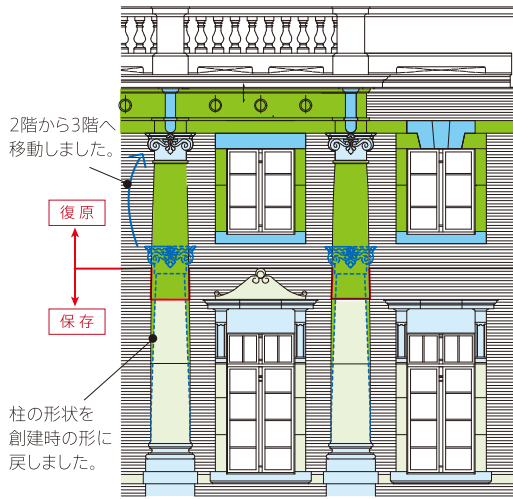 2階から3階へ
移動しました。
復原
保存
柱の形状を
創建時の形に
戻しました。